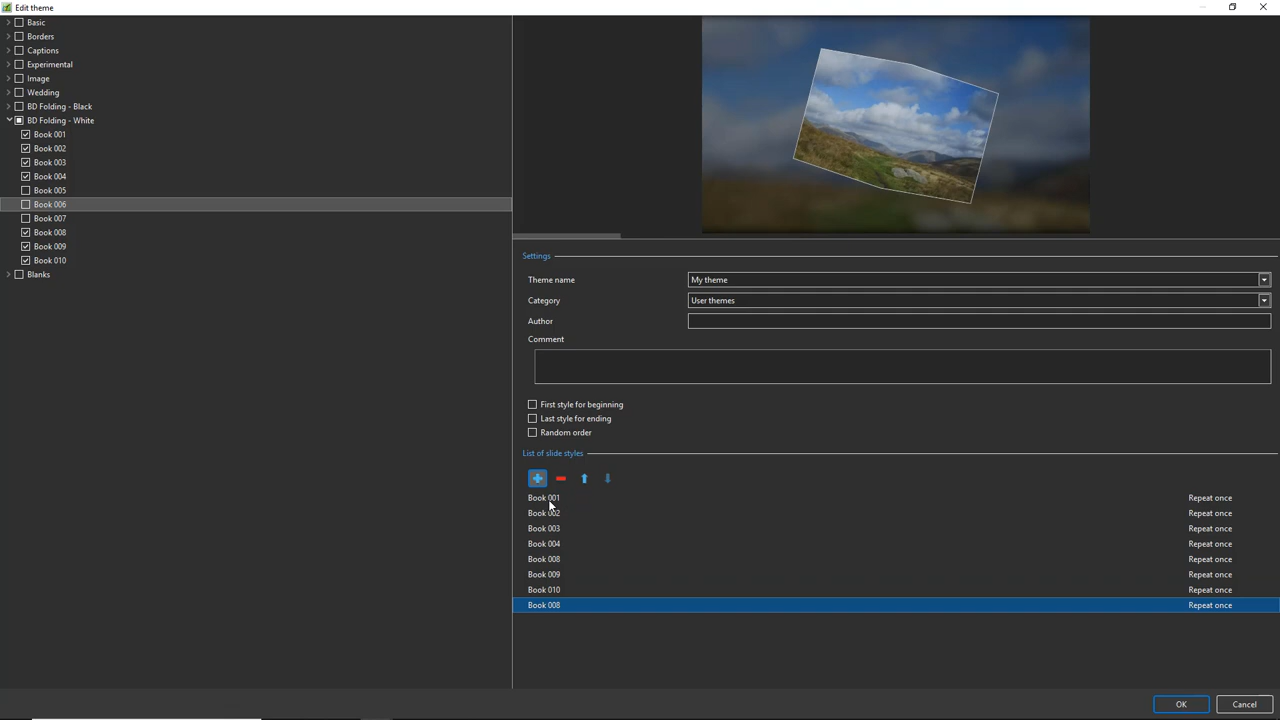 Edit theme
Basic
Borders
Captions
Experimental
Image
Wedding
BD Folding - Black
BD Folding - White
Book 001
Book 002
Book 003
Book 004
Book 005
Book 006
Book 007
Book 008
Book 009
Book 010
Blanks
Settings
Theme name My theme
Category User themes
Author
Comment
First style for beginning
Last style for ending
Random order
List of slide styles
Book 001 Repeat once
Book 002 Repeat once
Book 003 Repeat once
Book 004 Repeat once
Book 008 Repeat once
Book 009 Repeat once
Book 010 Repeat once
Book 008 Repeat once
OK Cancel